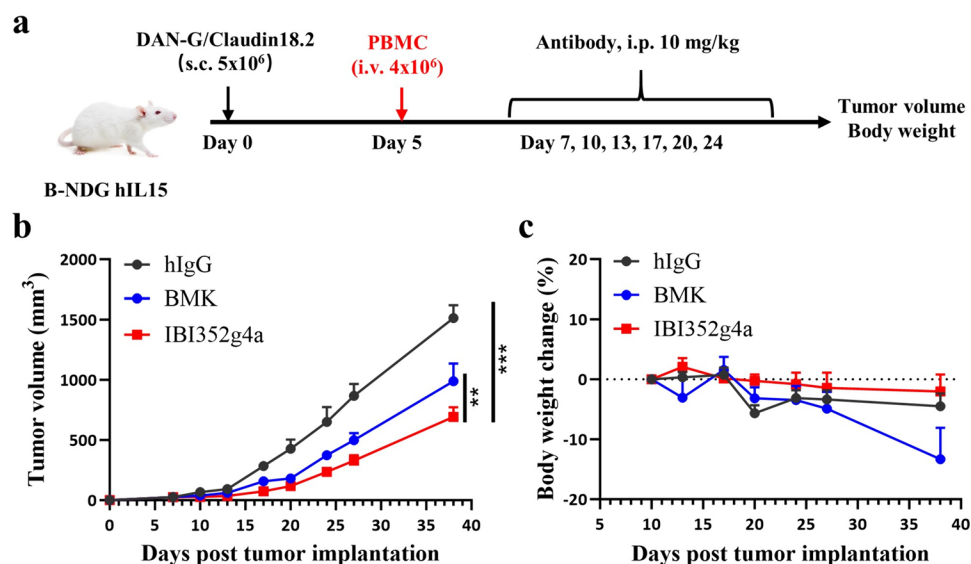 a
DAN-G/Claudin18.2
(s.c. 5x10⁶)
PBMC
(i.v. 4x10⁶)
Antibody, i.p. 10 mg/kg
Tumor volume
Body weight
Day 0
Day 5
Day 7, 10, 13, 17, 20, 24
B-NDG hIL15
b
Tumor volume (mm³)
2000
1500
1000
500
0
hIgG
BMK
IBI352g4a
***
**
0 5 10 15 20 25 30 35 40
Days post tumor implantation
c
Body weight change (%)
20
10
0
-10
-20
hIgG
BMK
IBI352g4a
5 10 15 20 25 30 35 40
Days post tumor implantation